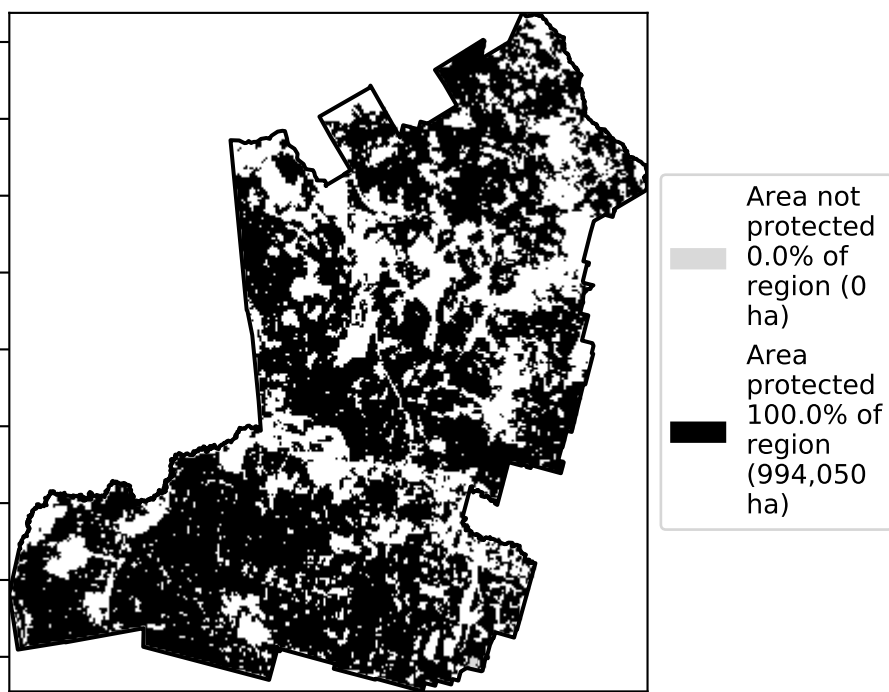 Area not
protected
0.0% of
region (0
ha)
Area
protected
100.0% of
region
(994,050
ha)